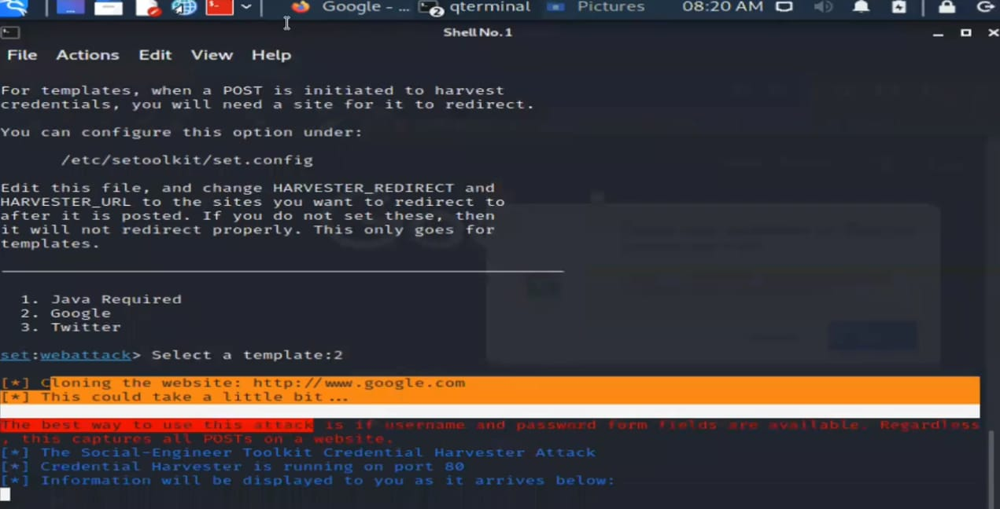 Google - ...
2
qterminal
Pictures
08:20 AM
Shell No.1
File Actions Edit View Help
For templates, when a POST is initiated to harvest
credentials, you will need a site for it to redirect.
You can configure this option under:
/etc/setoolkit/set.config
Edit this file, and change HARVESTER_REDIRECT and
HARVESTER_URL to the sites you want to redirect to
after it is posted. If you do not set these, then
it will not redirect properly. This only goes for
templates.
1. Java Required
2. Google
3. Twitter
set:webattack> Select a template:2
[*] Cloning the website: http://www.google.com
[*] This could take a little bit...
The best way to use this attack is if username and password form fields are available. Regardless
, this captures all POSTs on a website.
[*] The Social-Engineer Toolkit Credential Harvester Attack
[*] Credential Harvester is running on port 80
[*] Information will be displayed to you as it arrives below: